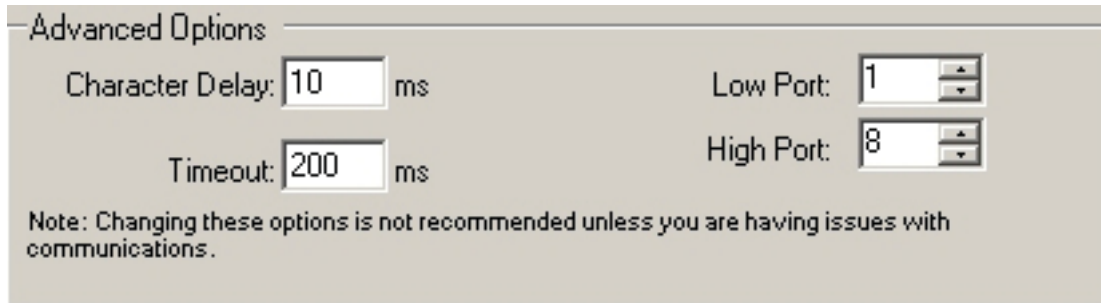 Advanced Options
Character Delay: 10 ms
Low Port: 1
Timeout: 200 ms
High Port: 8
Note: Changing these options is not recommended unless you are having issues with
communications.